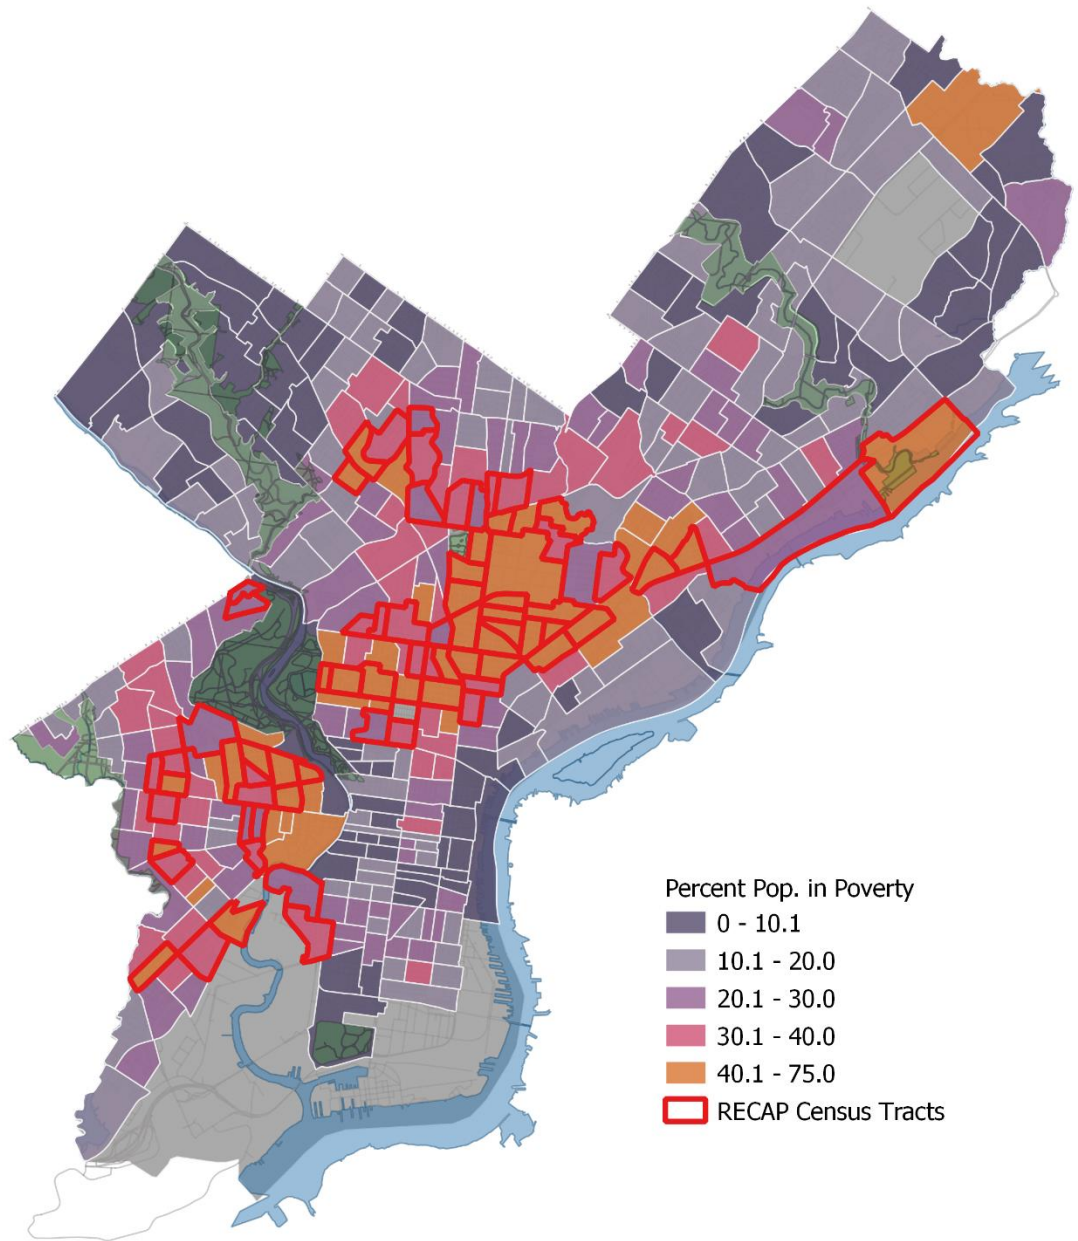 Percent Pop. in Poverty
0 - 10.1
10.1 - 20.0
20.1 - 30.0
30.1 - 40.0
40.1 - 75.0
RECAP Census Tracts